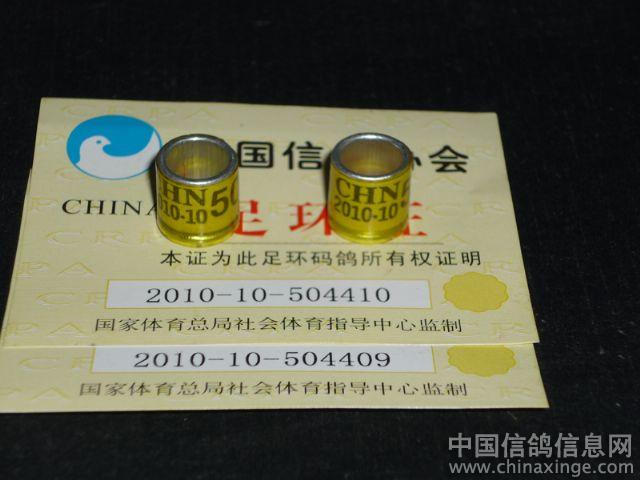 国信
会
CHINA
足环证
CHN 50
2010-10
CHN 5
2010-10
本证为此足环码鸽所有权证明
2010-10-504410
国家体育总局社会体育指导中心监制
2010-10-504409
国家体育总局社会体育指导中心监制
中国信鸽信息网
www.chinaxinge.com